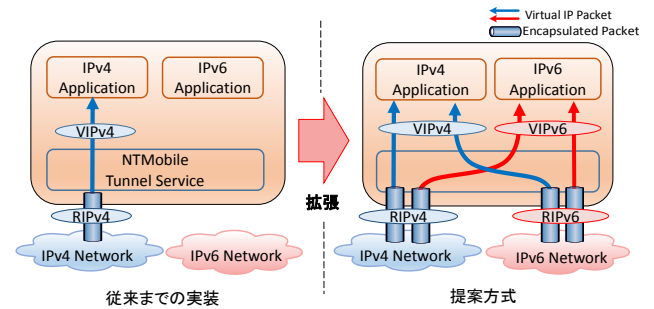 Virtual IP Packet
Encapsulated Packet
IPv4
Application
IPv6
Application
VIPv4
NTMobile
Tunnel Service
RIPv4
IPv4 Network
IPv6 Network
従来までの実装
拡張
IPv4
Application
IPv6
Application
VIPv4
VIPv6
RIPv4
RIPv6
IPv4 Network
IPv6 Network
提案方式